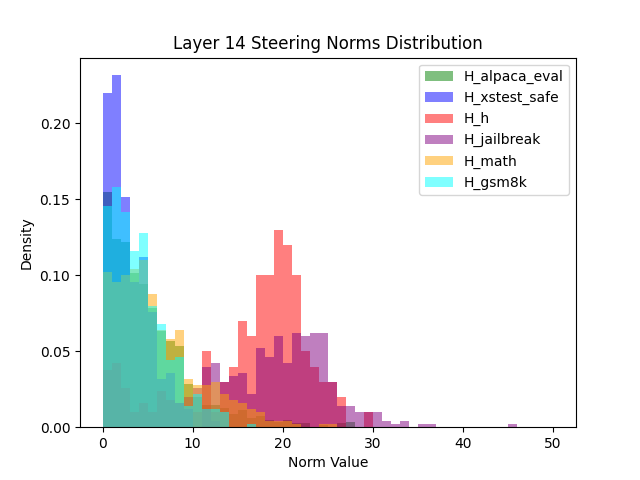 Layer 14 Steering Norms Distribution
H_alpaca_eval
H_xstest_safe
H_h
H_jailbreak
H_math
H_gsm8k
Density
0.20
0.15
0.10
0.05
0.00
0
10
20
30
40
50
Norm Value